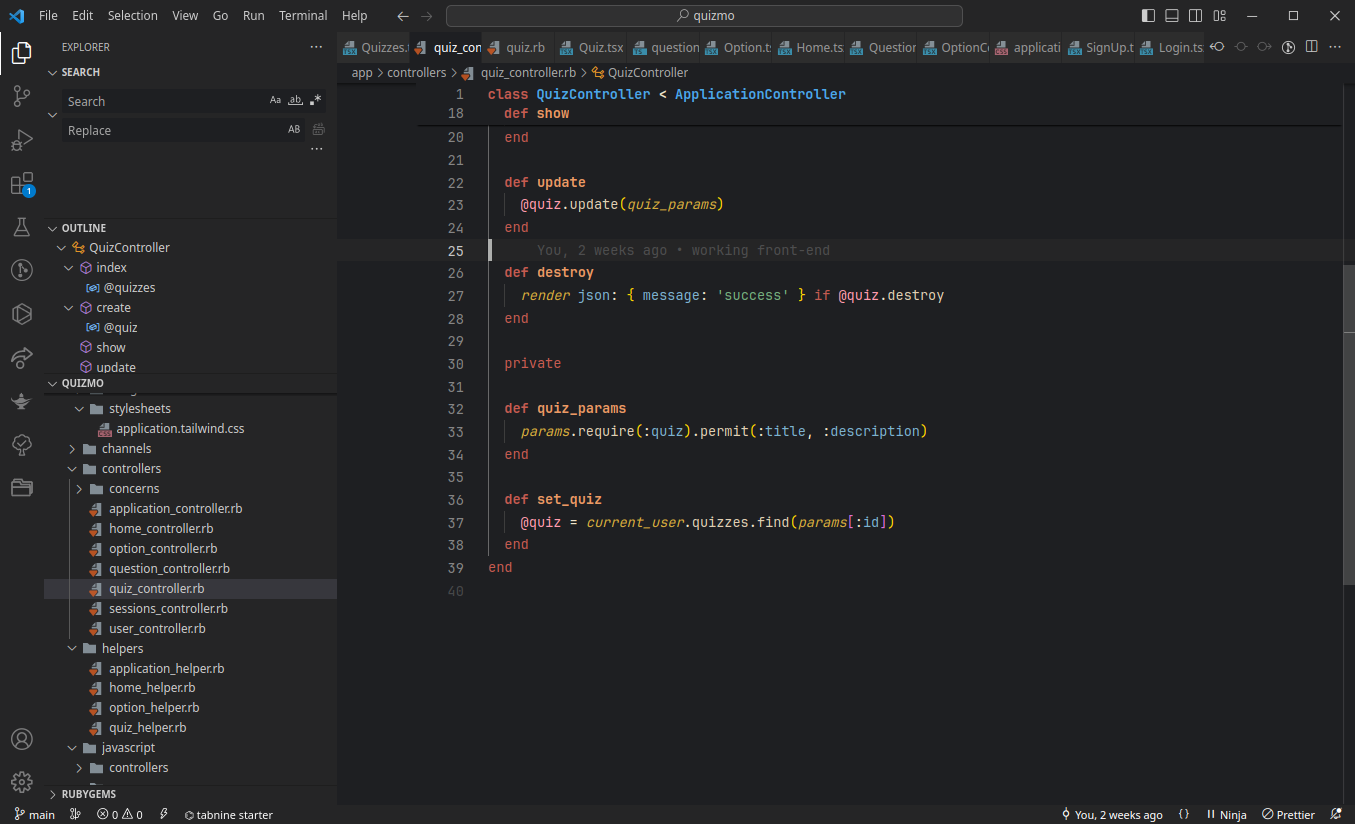 File Edit Selection View Go Run Terminal Help
quizmo
EXPLORER
Quizzes. quiz_con quiz.rb Quiz.tsx question Option.ts Home.ts Question OptionC applicati SignUp.t Login.ts
SEARCH
app > controllers > quiz_controller.rb > QuizController
Search Aa ab
Replace AB
1 class QuizController < ApplicationController
18 def show
20 end
21
22 def update
23 @quiz.update(quiz_params)
24 end
25 You, 2 weeks ago • working front-end
26 def destroy
27 render json: { message: 'success' } if @quiz.destroy
28 end
29
30 private
31
32 def quiz_params
33 params.require(:quiz).permit(:title, :description)
34 end
35
36 def set_quiz
37 @quiz = current_user.quizzes.find(params[:id])
38 end
39 end
40
1
OUTLINE
QuizController
index
@quizzes
create
@quiz
show
update
QUIZMO
stylesheets
application.tailwind.css
channels
controllers
concerns
application_controller.rb
home_controller.rb
option_controller.rb
question_controller.rb
quiz_controller.rb
sessions_controller.rb
user_controller.rb
helpers
application_helper.rb
home_helper.rb
option_helper.rb
quiz_helper.rb
javascript
controllers
RUBYGEMS
main 0 0 tabnine starter
You, 2 weeks ago {} Ninja Prettier